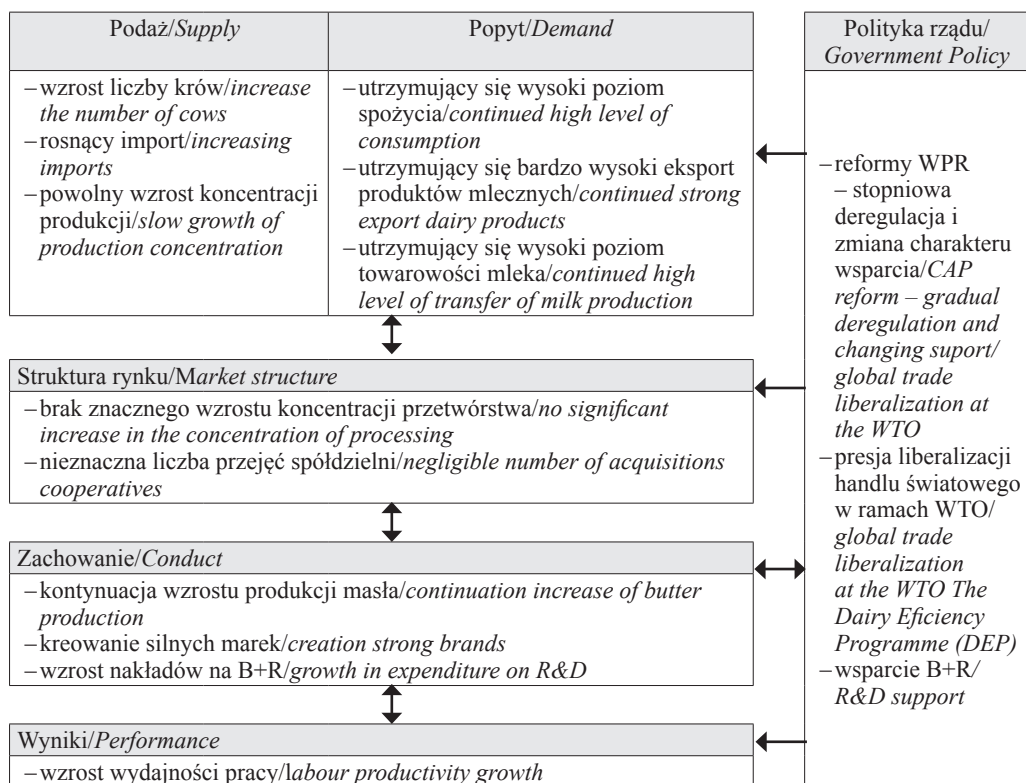 Podaż/Supply
–wzrost liczby krów/increase
the number of cows
–rosnący import/increasing
imports
–powolny wzrost koncentracji
produkcji/slow growth of
production concentration
Popyt/Demand
–utrzymujący się wysoki poziom
spożycia/continued high level of
consumption
–utrzymujący się bardzo wysoki eksport
produktów mlecznych/continued strong
export dairy products
–utrzymujący się wysoki poziom
towarowości mleka/continued high
level of transfer of milk production
Struktura rynku/Market structure
–brak znacznego wzrostu koncentracji przetwórstwa/no significant
increase in the concentration of processing
–nieznaczna liczba przejęć spółdzielni/negligible number of acquisitions
cooperatives
Zachowanie/Conduct
–kontynuacja wzrostu produkcji masła/continuation increase of butter
production
–kreowanie silnych marek/creation strong brands
–wzrost nakładów na B+R/growth in expenditure on R&D
Wyniki/Performance
–wzrost wydajności pracy/labour productivity growth
Polityka rządu/
Government Policy
–reformy WPR
– stopniowa
deregulacja i
zmiana charakteru
wsparcia/CAP
reform – gradual
deregulation and
changing suport/
global trade
liberalization at
the WTO
–presja liberalizacji
handlu światowego
w ramach WTO/
global trade
liberalization
at the WTO The
Dairy Eficiency
Programme (DEP)
–wsparcie B+R/
R&D support